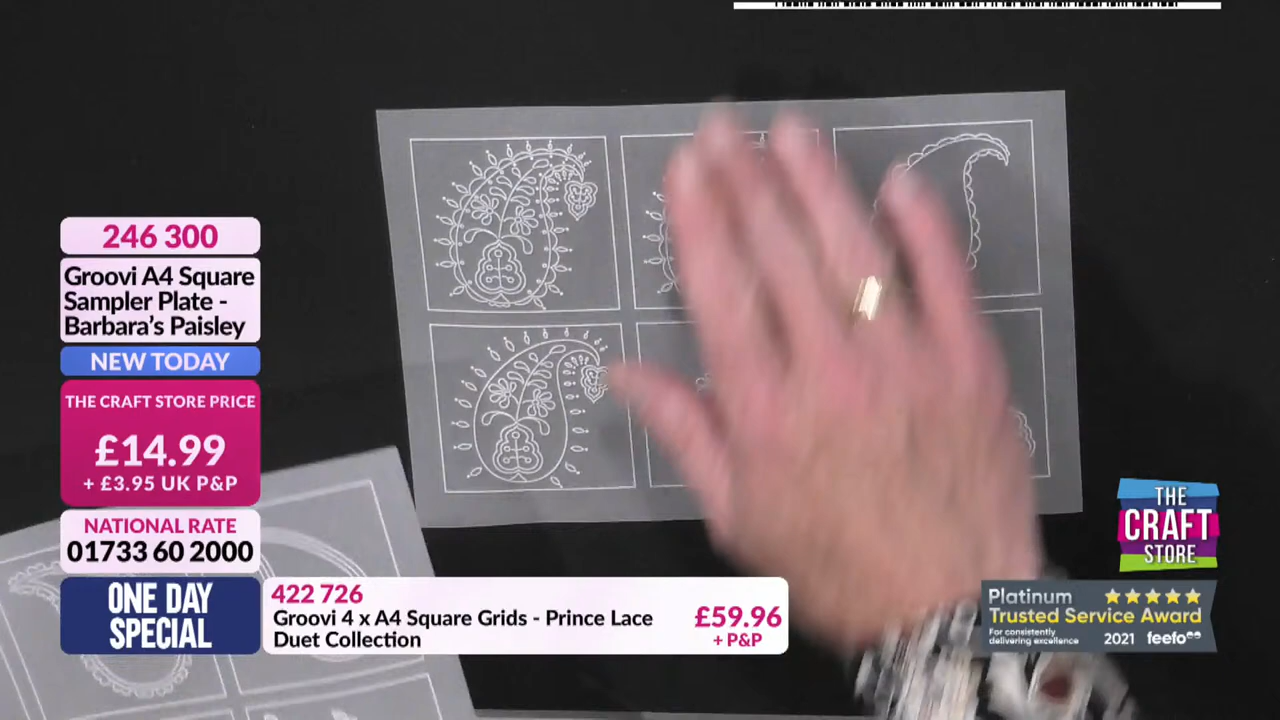 246 300
Groovi A4 Square
Sampler Plate -
Barbara's Paisley
NEW TODAY
THE CRAFT STORE PRICE
£14.99
+ £3.95 UK P&P
NATIONAL RATE
01733 60 2000
ONE DAY
SPECIAL
422 726
Groovi 4 x A4 Square Grids - Prince Lace
Duet Collection
£59.96
+ P&P
THE
CRAFT
STORE
Platinum
Trusted Service Award
For consistently
delivering excellence
2021 feefo